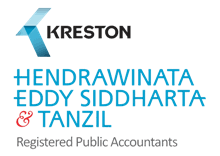 KRESTON
HENDRAWINATA
EDDY SIDDHARTA
& TANZIL
Registered Public Accountants